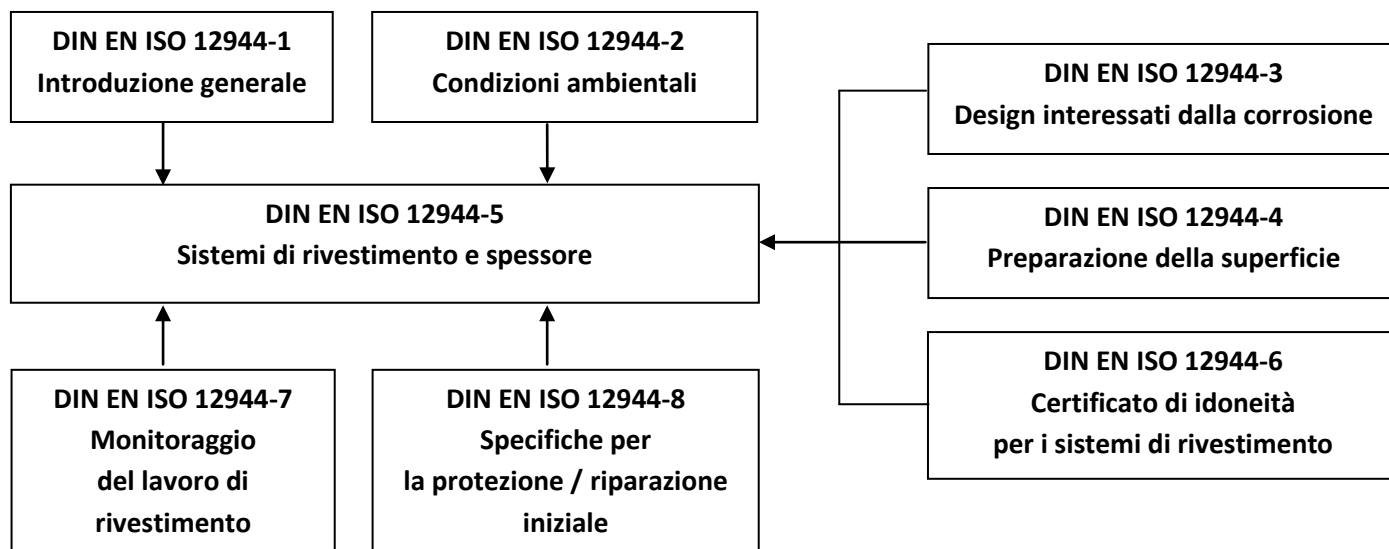 DIN EN ISO 12944-1
Introduzione generale
DIN EN ISO 12944-2
Condizioni ambientali
DIN EN ISO 12944-3
Design interessati dalla corrosione
DIN EN ISO 12944-5
Sistemi di rivestimento e spessore
DIN EN ISO 12944-4
Preparazione della superficie
DIN EN ISO 12944-6
Certificato di idoneità
per i sistemi di rivestimento
DIN EN ISO 12944-7
Monitoraggio
del lavoro di
rivestimento
DIN EN ISO 12944-8
Specifiche per
la protezione / riparazione
iniziale